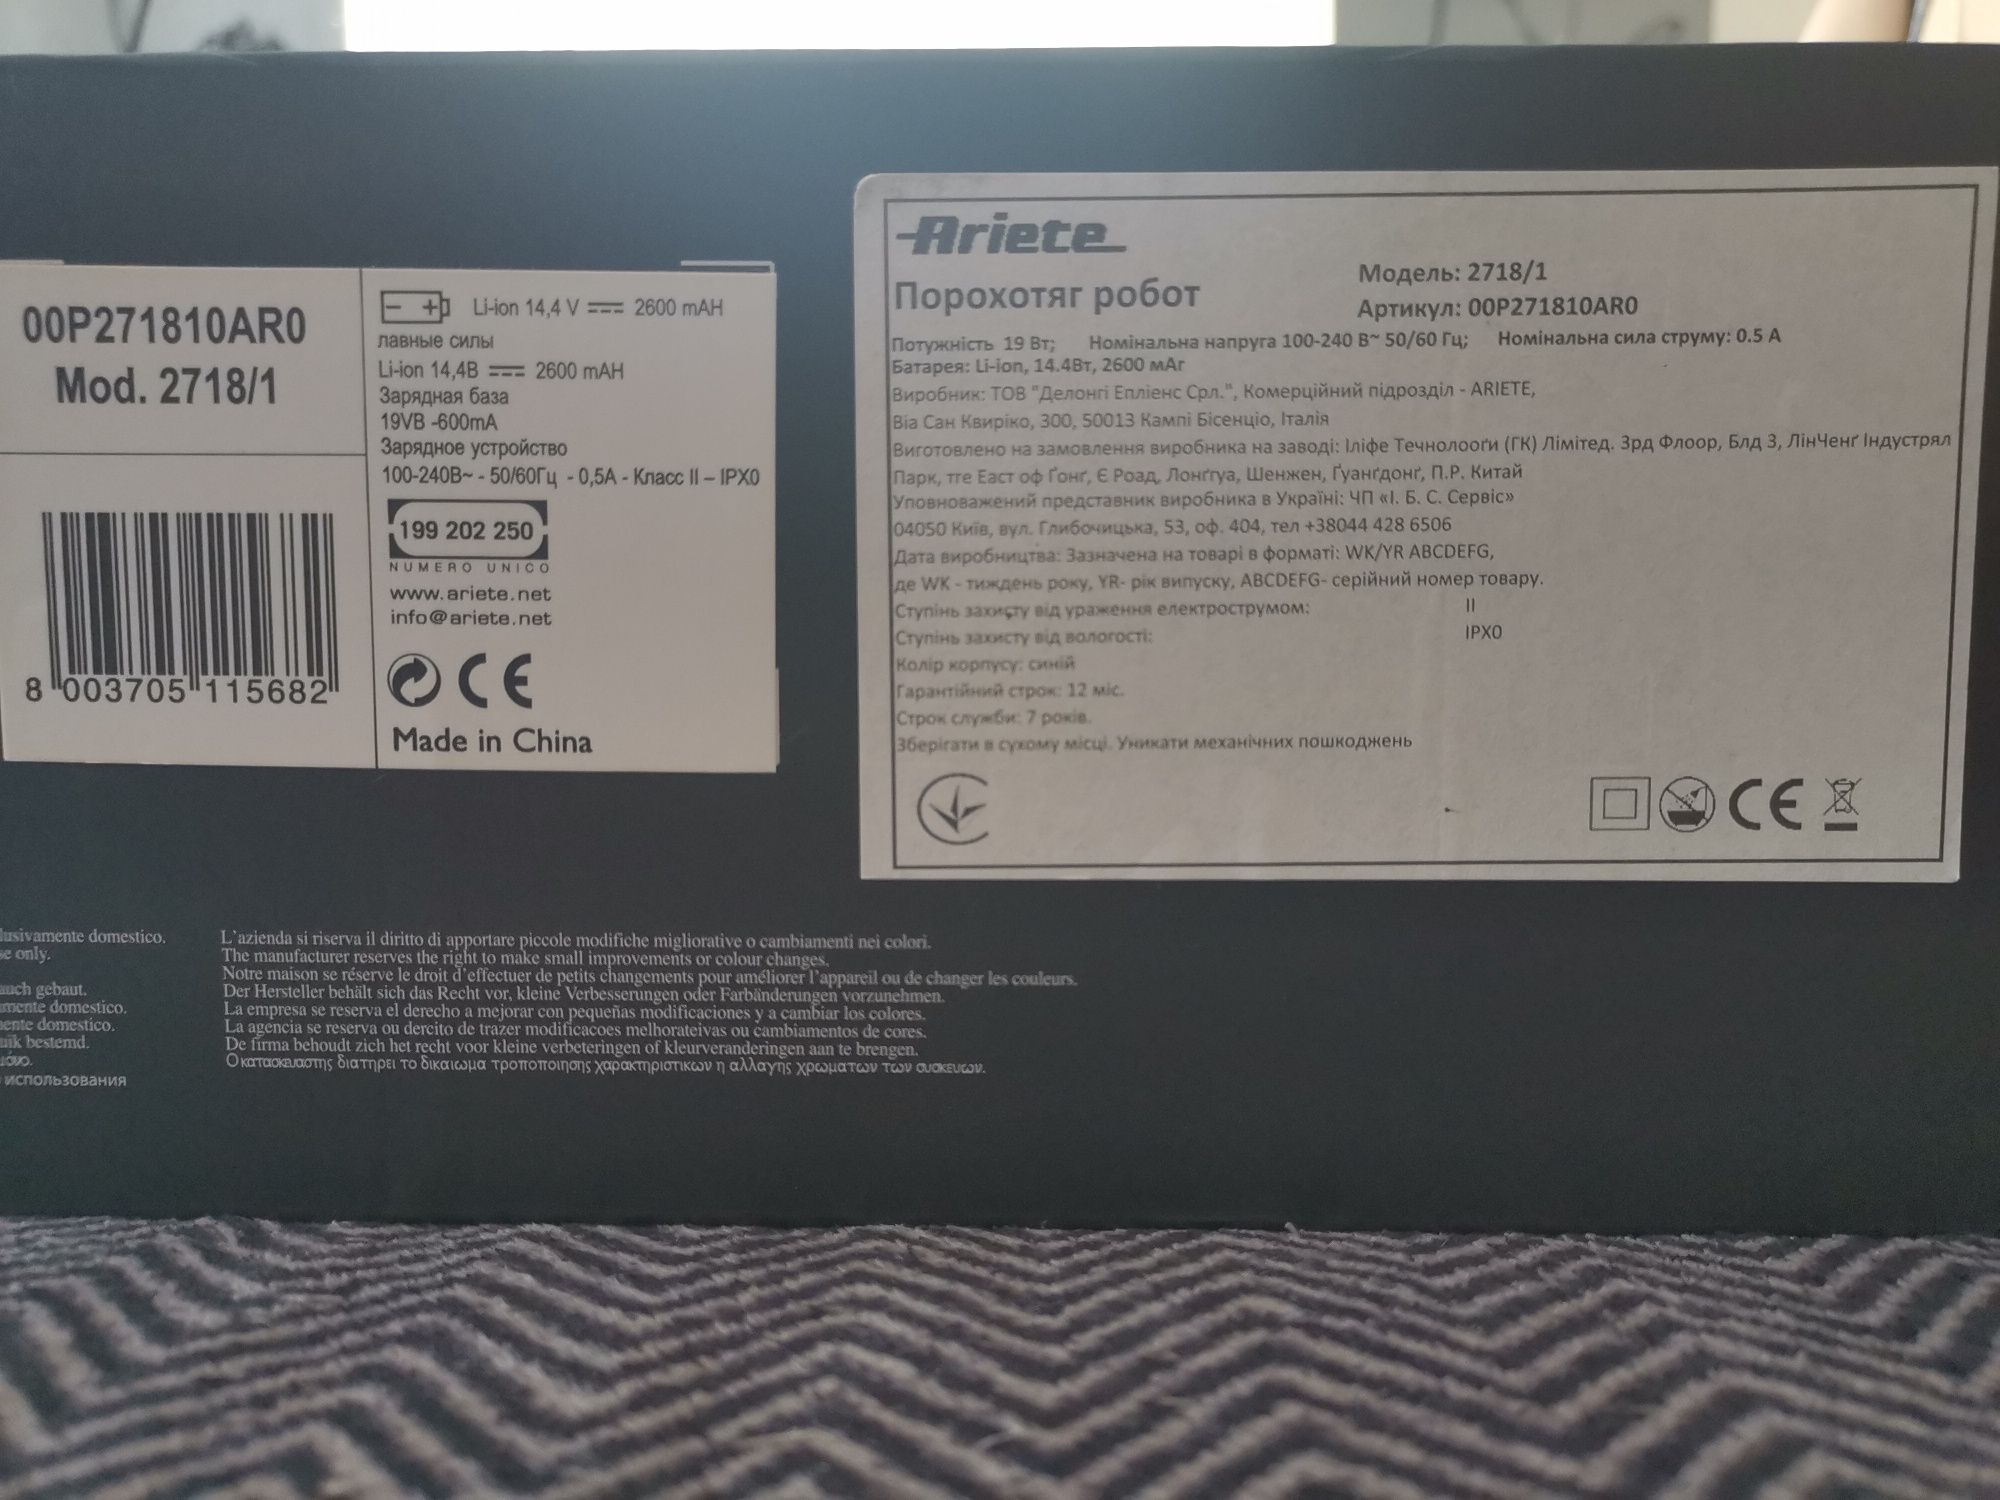 00P271810AR0
Mod. 2718/1
8 003705 115682
Li-ion 14,4 V 2600 mAH
лавные силы
Li-ion 14,4В 2600 mAH
Зарядная база
19VВ -600mA
Зарядное устройство
100-240В~ - 50/60Гц - 0,5А - Класс II – IPX0
199 202 250
NUMERO UNICO
www.ariete.net
info@ariete.net
CE
Made in China
Ariete
Порохотяг робот
Модель: 2718/1
Артикул: 00P271810AR0
Потужність 19 Вт; Номінальна напруга 100-240 В~ 50/60 Гц; Номінальна сила струму: 0.5 А
Батарея: Li-ion, 14.4Вт, 2600 мАг
Виробник: ТОВ "Делонгі Епліенс Срл.", Комерційний підрозділ - ARIETE,
Віа Сан Квиріко, 300, 50013 Кампі Бісенціо, Італія
Виготовлено на замовлення виробника на заводі: Іліфе Течнолооґи (ГК) Лімітед. 3рд Флоор, Блд 3, ЛінЧенґ Індустрял
Парк, тге Еаст оф Ґонґ, Є Роад, Лонґгуа, Шенжен, Ґуанґдонґ, П.Р. Китай
Уповноважений представник виробника в Україні: ЧП «І. Б. С. Сервіс»
04050 Київ, вул. Глибочицька, 53, оф. 404, тел +38044 428 6506
Дата виробництва: Зазначена на товарі в форматі: WK/YR ABCDEFG,
де WK - тиждень року, YR- рік випуску, ABCDEFG- серійний номер товару.
Ступінь захисту від ураження електрострумом: II
Ступінь захисту від вологості: IPX0
Колір корпусу: синій
Гарантійний строк: 12 міс.
Строк служби: 7 років.
Зберігати в сухому місці. Уникати механічних пошкоджень
CE
lusivamente domestico.
se only.
auch gebaut.
amente domestico.
ente domestico.
uik bestemd.
использования
L'azienda si riserva il diritto di apportare piccole modifiche migliorative o cambiamenti nei colori.
The manufacturer reserves the right to make small improvements or colour changes.
Notre maison se réserve le droit d'effectuer de petits changements pour améliorer l'appareil ou de changer les couleurs.
Der Hersteller behält sich das Recht vor, kleine Verbesserungen oder Farbänderungen vorzunehmen.
La empresa se reserva el derecho a mejorar con pequeñas modificaciones y a cambiar los colores.
La agencia se reserva ou dercito de trazer modificacoes melhorateivas ou cambiamentos de cores.
De firma behoudt zich het recht voor kleine verbeteringen of kleurveranderingen aan te brengen.
Ο κατασκευαστης διατηρει το δικαιωμα τροποποιησης χαρακτηριστικων η αλλαγης χρωματων των συσκευων.